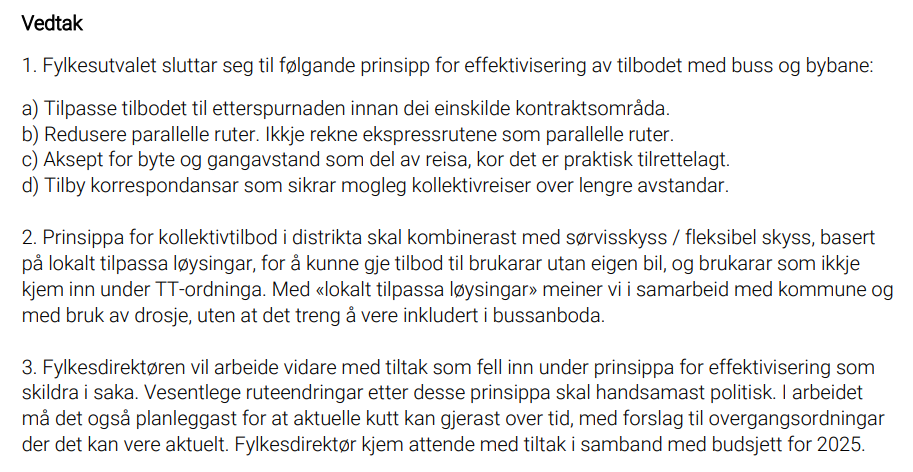 Vedtak
1. Fylkesutvalet sluttar seg til følgande prinsipp for effektivisering av tilbodet med buss og bybane:
a) Tilpasse tilbodet til etterspurnaden innan dei einskilde kontraktsområda.
b) Redusere parallelle ruter. Ikkje rekne ekspressrutene som parallelle ruter.
c) Aksept for byte og gangavstand som del av reisa, kor det er praktisk tilrettelagt.
d) Tilby korrespondansar som sikrar mogleg kollektivreiser over lengre avstandar.
2. Prinsippa for kollektivtilbod i distrikta skal kombinerast med sørvisskyss / fleksibel skyss, basert
på lokalt tilpassa løysingar, for å kunne gje tilbod til brukarar utan eigen bil, og brukarar som ikkje
kjem inn under TT-ordninga. Med «lokalt tilpassa løysingar» meiner vi i samarbeid med kommune og
med bruk av drosje, uten at det treng å vere inkludert i bussanboda.
3. Fylkesdirektøren vil arbeide vidare med tiltak som fell inn under prinsippa for effektivisering som
skildra i saka. Vesentlege ruteendringar etter desse prinsippa skal handsamast politisk. I arbeidet
må det også planleggast for at aktuelle kutt kan gjerast over tid, med forslag til overgangsordningar
der det kan vere aktuelt. Fylkesdirektør kjem attende med tiltak i samband med budsjett for 2025.